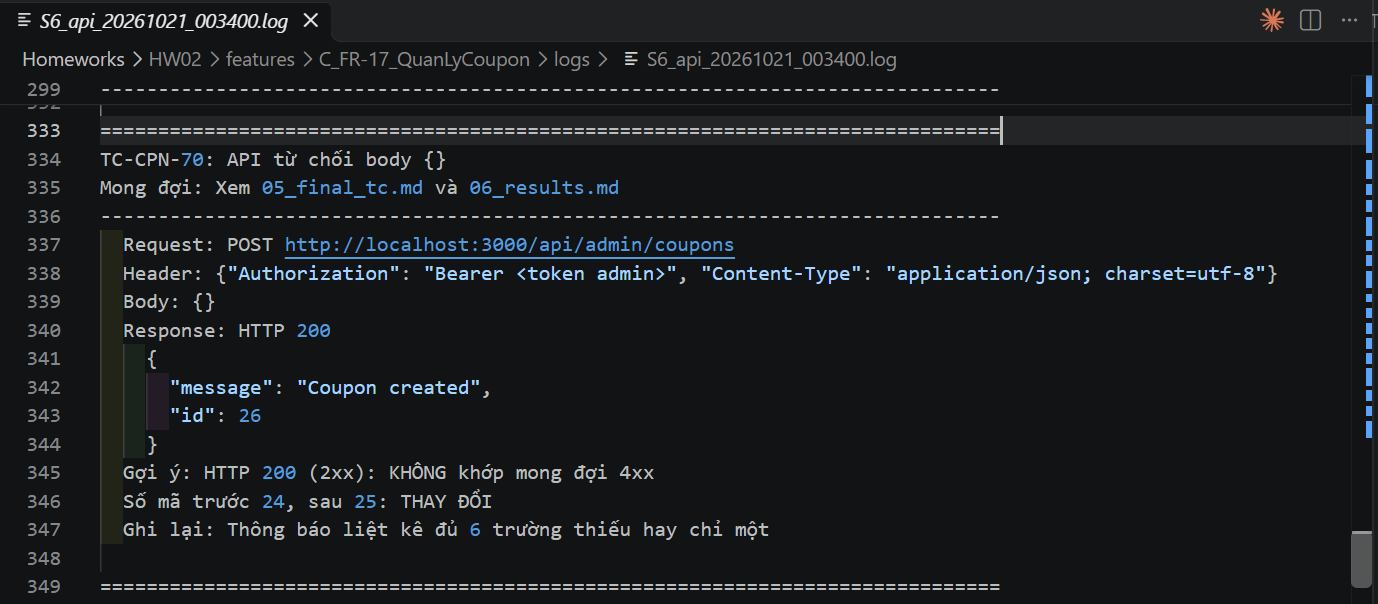 S6_api_20261021_003400.log
Homeworks > HW02 > features > C_FR-17_QuanLyCoupon > logs > S6_api_20261021_003400.log
299 ------------------------------------------------------------------------------
333 ==============================================================================
334 TC-CPN-70: API từ chối body {}
335 Mong đợi: Xem 05_final_tc.md và 06_results.md
336 ------------------------------------------------------------------------------
337 Request: POST http://localhost:3000/api/admin/coupons
338 Header: {"Authorization": "Bearer <token admin>", "Content-Type": "application/json; charset=utf-8"}
339 Body: {}
340 Response: HTTP 200
341 {
342 "message": "Coupon created",
343 "id": 26
344 }
345 Gợi ý: HTTP 200 (2xx): KHÔNG khớp mong đợi 4xx
346 Số mã trước 24, sau 25: THAY ĐỔI
347 Ghi lại: Thông báo liệt kê đủ 6 trường thiếu hay chỉ một
348
349 ==============================================================================